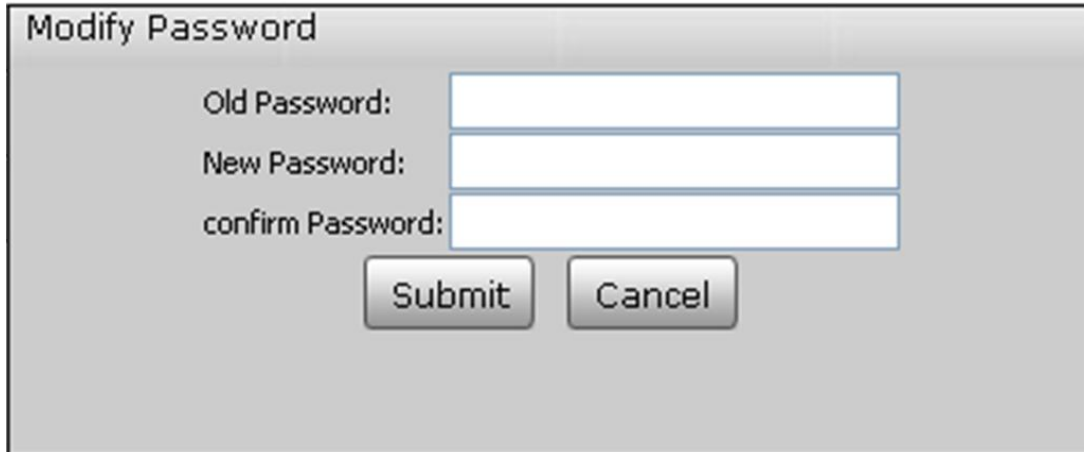 Modify Password
Old Password:
New Password:
confirm Password:
Submit Cancel